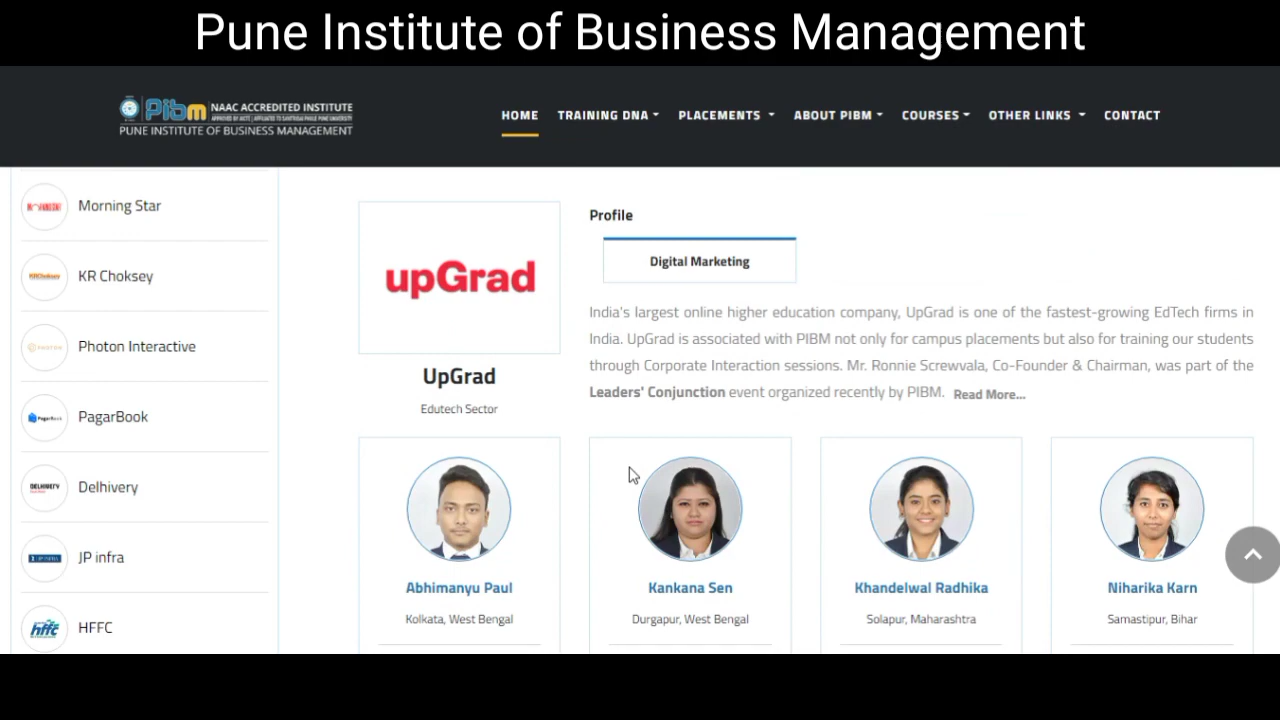 Pune Institute of Business Management
Pibm NAAC ACCREDITED INSTITUTE
PUNE INSTITUTE OF BUSINESS MANAGEMENT
HOME TRAINING DNA PLACEMENTS ABOUT PIBM COURSES OTHER LINKS CONTACT
Morning Star
KR Choksey
Photon Interactive
PagarBook
Delhivery
JP infra
HFFC
upGrad
UpGrad
Edutech Sector
Profile
Digital Marketing
India's largest online higher education company, UpGrad is one of the fastest-growing EdTech firms in
India. UpGrad is associated with PIBM not only for campus placements but also for training our students
through Corporate Interaction sessions. Mr. Ronnie Screwvala, Co-Founder & Chairman, was part of the
Leaders' Conjunction event organized recently by PIBM. Read More...
Abhimanyu Paul
Kolkata, West Bengal
Kankana Sen
Durgapur, West Bengal
Khandelwal Radhika
Solapur, Maharashtra
Niharika Karn
Samastipur, Bihar